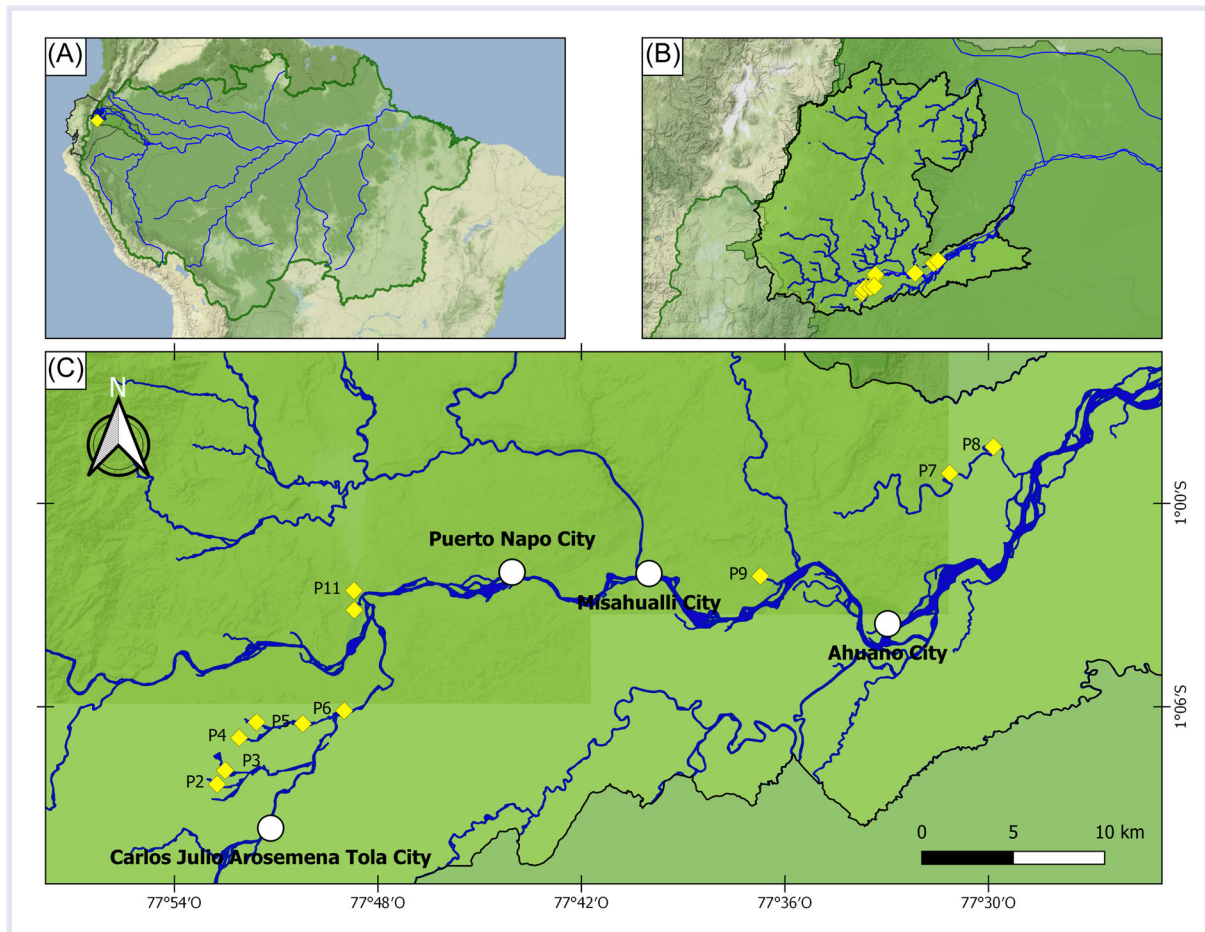 (A)
(B)
(C)
N
P8
P7
1°00'S
Puerto Napo City
P11
P9
Misahualli City
Ahuano City
1°06'S
P6
P5
P4
P3
P2
0 5 10 km
Carlos Julio Arosemena Tola City
77°54'O 77°48'O 77°42'O 77°36'O 77°30'O